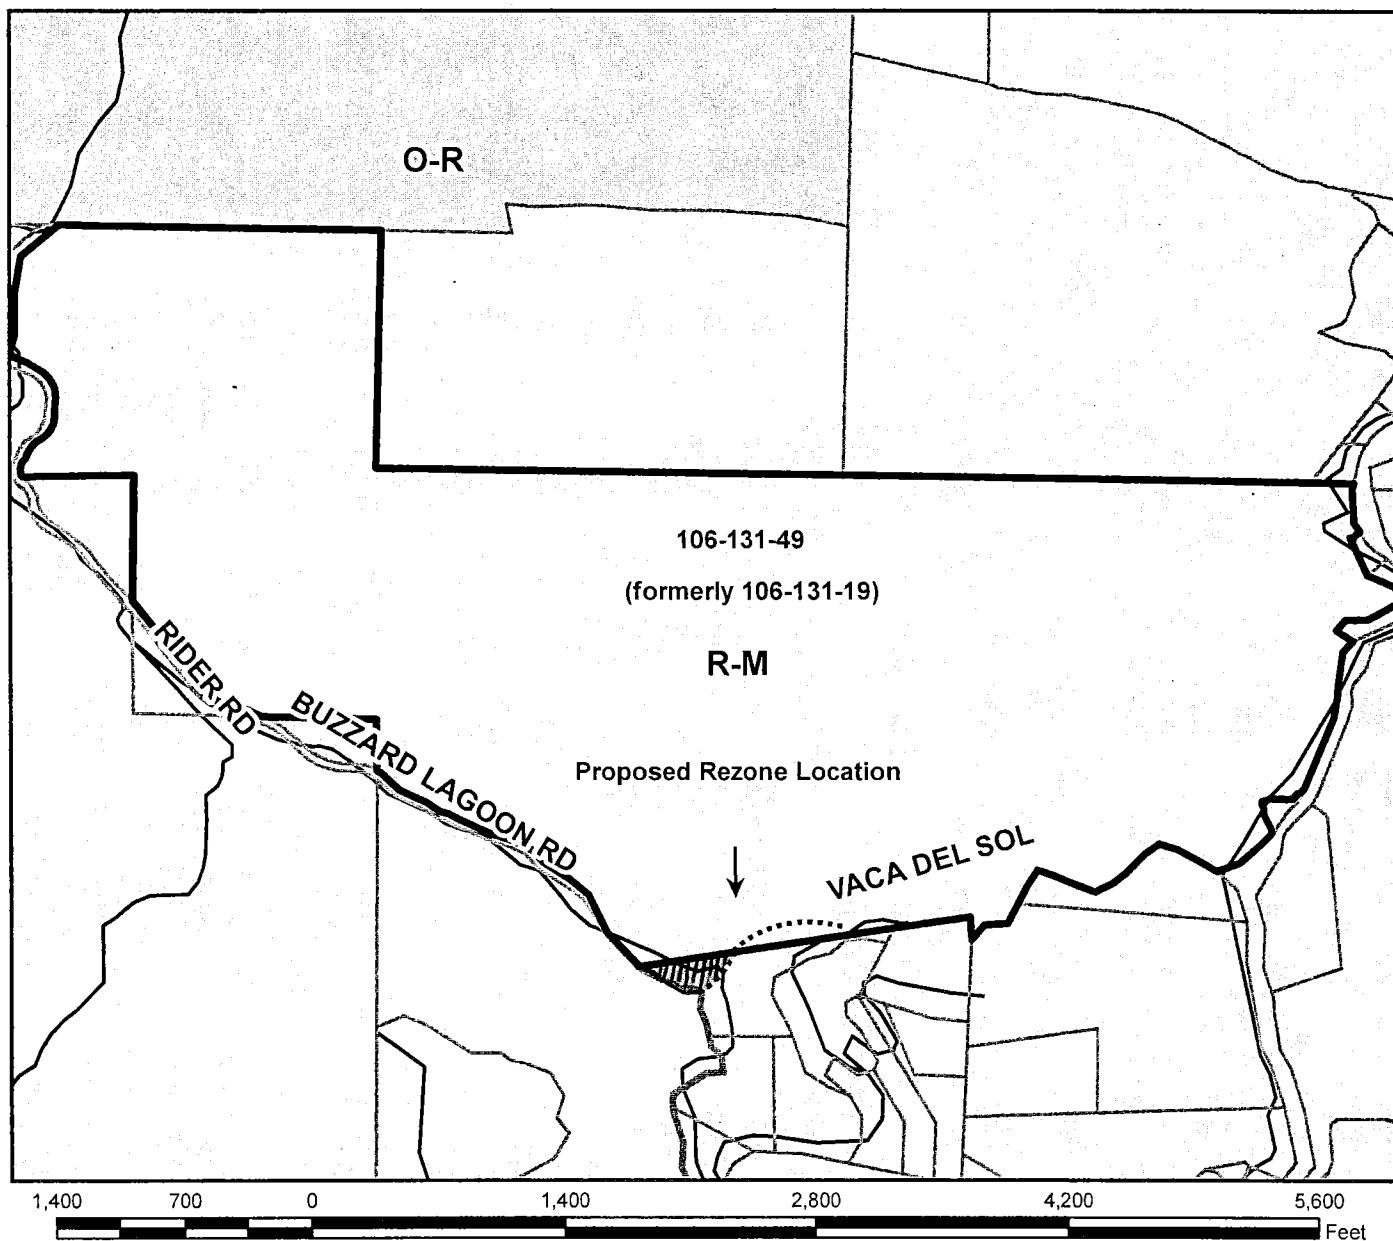 O-R
106-131-49
(formerly 106-131-19)
R-M
RIDER RD
BUZZARD LAGOON RD
Proposed Rezone Location
VACA DEL SOL
1,400 700 0 1,400 2,800 4,200 5,600
Feet